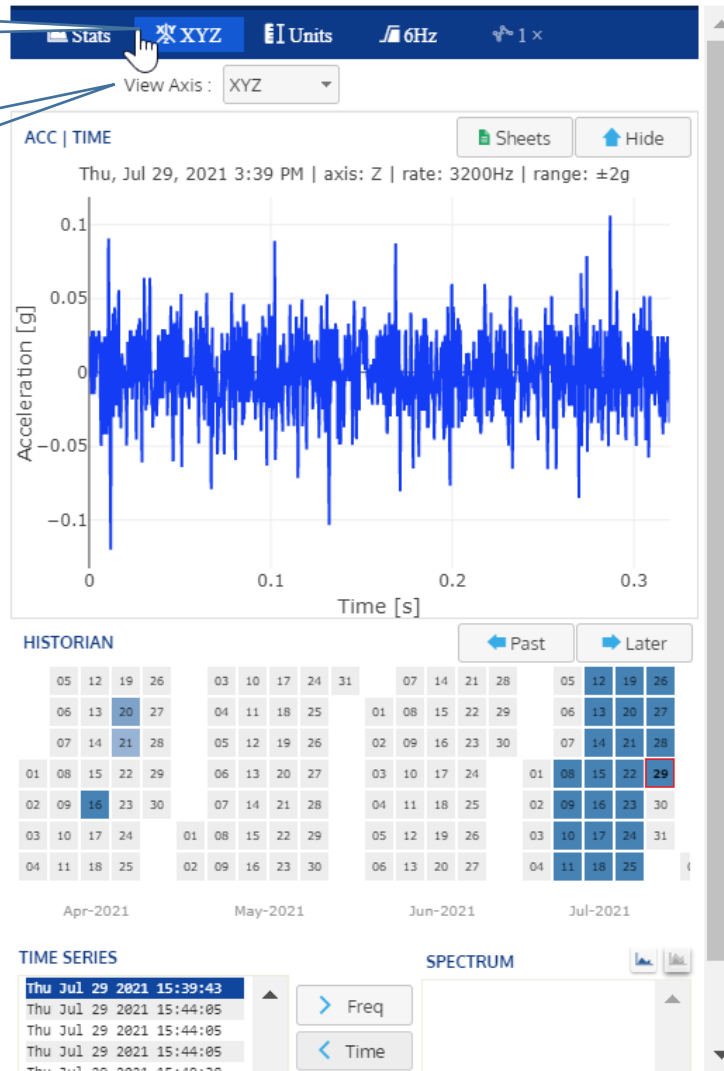 Stats XYZ Units 6Hz 1 ×
View Axis : XYZ
ACC | TIME Sheets Hide
Thu, Jul 29, 2021 3:39 PM | axis: Z | rate: 3200Hz | range: ±2g
0.1
0.05
0
−0.05
−0.1
Acceleration [g]
0 0.1 0.2 0.3
Time [s]
HISTORIAN Past Later
05 12 19 26 03 10 17 24 31 07 14 21 28 05 12 19 26
06 13 20 27 04 11 18 25 01 08 15 22 29 06 13 20 27
07 14 21 28 05 12 19 26 02 09 16 23 30 07 14 21 28
01 08 15 22 29 06 13 20 27 03 10 17 24 01 08 15 22 29
02 09 16 23 30 07 14 21 28 04 11 18 25 02 09 16 23 30
03 10 17 24 01 08 15 22 29 05 12 19 26 03 10 17 24 31
04 11 18 25 02 09 16 23 30 06 13 20 27 04 11 18 25
Apr-2021 May-2021 Jun-2021 Jul-2021
TIME SERIES SPECTRUM
Thu Jul 29 2021 15:39:43
Thu Jul 29 2021 15:44:05
Thu Jul 29 2021 15:44:05
Thu Jul 29 2021 15:44:05
Freq
Time